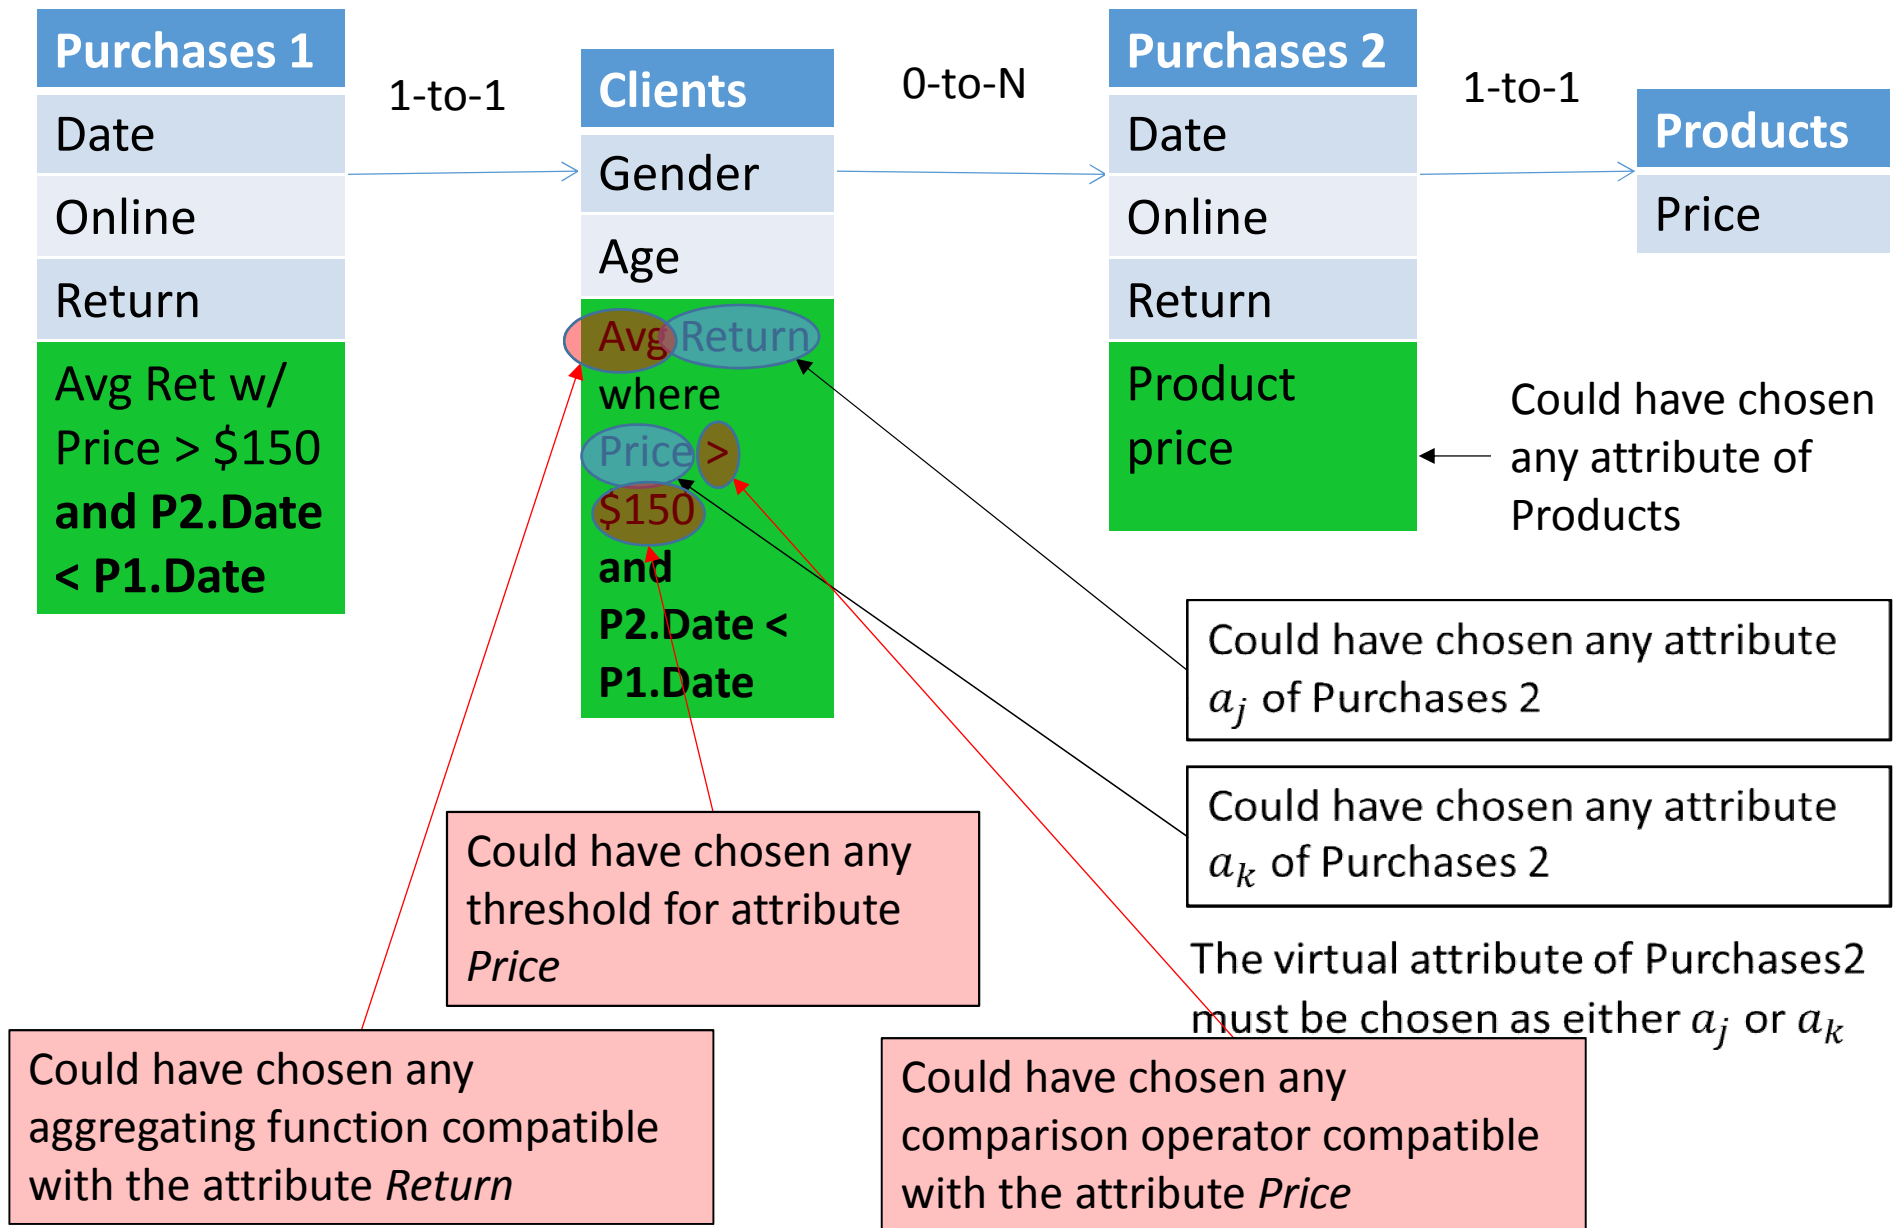 Purchases 1
Date
Online
Return
Avg Ret w/
Price > $150
and P2.Date
< P1.Date
1-to-1
Clients
Gender
Age
Avg Return
where
Price >
$150
and
P2.Date <
P1.Date
0-to-N
Purchases 2
Date
Online
Return
Product
price
1-to-1
Products
Price
Could have chosen
any attribute of
Products
Could have chosen any attribute
a_j of Purchases 2
Could have chosen any attribute
a_k of Purchases 2
The virtual attribute of Purchases2
must be chosen as either a_j or a_k
Could have chosen any
threshold for attribute
Price
Could have chosen any
aggregating function compatible
with the attribute Return
Could have chosen any
comparison operator compatible
with the attribute Price